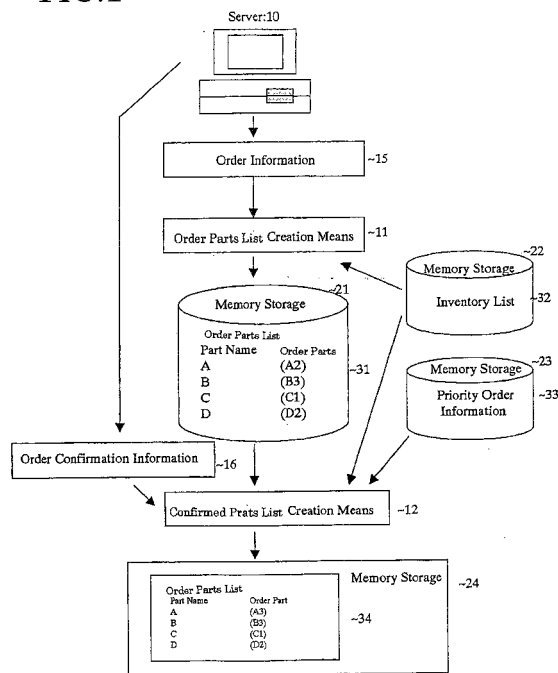 Server:10
Order Information
~15
Order Parts List Creation Means
~11
~22
Memory Storage
Inventory List
~32
~21
Memory Storage
Order Parts List
Part Name Order Parts
A (A2)
B (B3)
C (C1)
D (D2)
~31
~23
Memory Storage
Priority Order
Information
~33
Order Confirmation Information
~16
Confirmed Prats List Creation Means
~12
Memory Storage
~24
Order Parts List
Part Name Order Part
A (A3)
B (B3)
C (C1)
D (D2)
~34